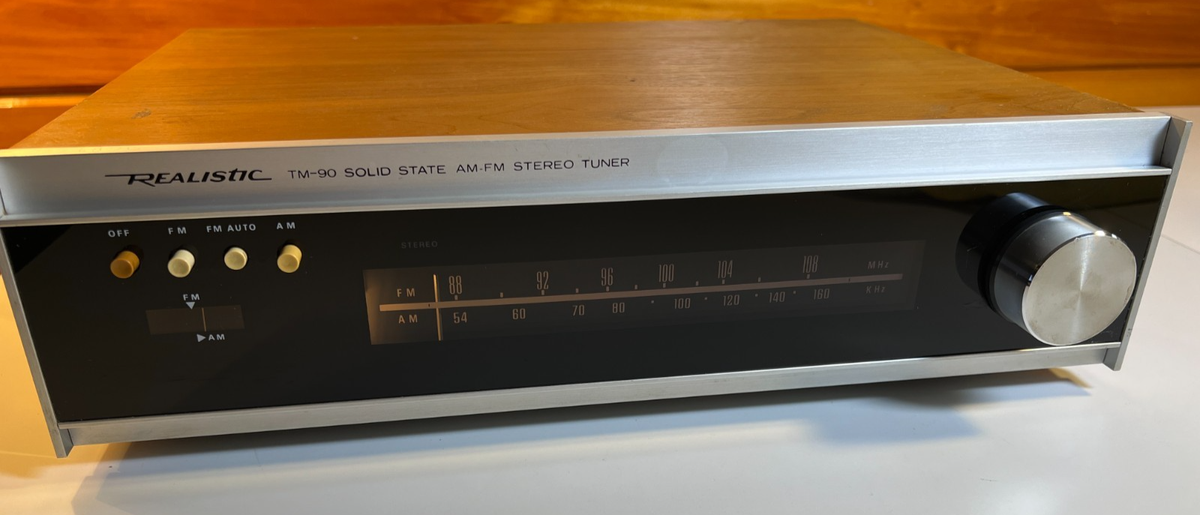 REALISTIC TM-90 SOLID STATE AM-FM STEREO TUNER
OFF FM FM AUTO AM
STEREO
FM 88 92 96 100 104 108 MHz
AM 54 60 70 80 100 120 140 160 KHz
FM
AM